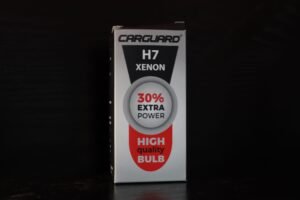 CARGUARD®
H7
XENON
30%
EXTRA
POWER
HIGH
quality
BULB